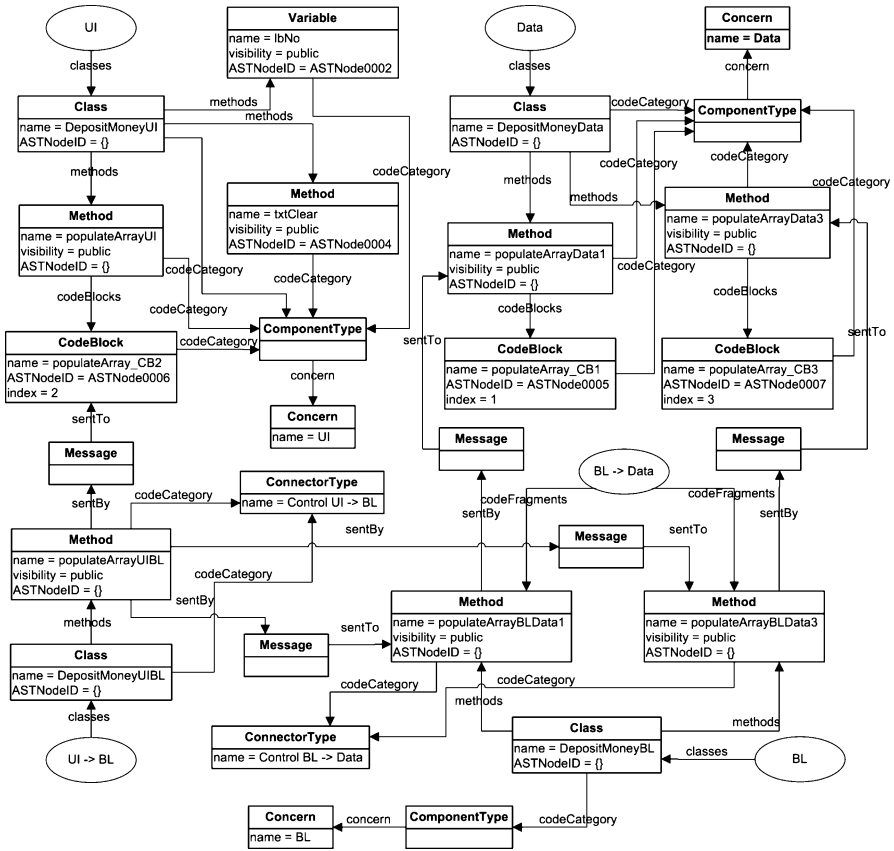 UI
classes
Class
name = DepositMoneyUI
ASTNodeID = {}
Variable
name = lbNo
visibility = public
ASTNodeID = ASTNode0002
methods
methods
methods
Method
name = populateArrayUI
visibility = public
ASTNodeID = {}
Method
name = txtClear
visibility = public
ASTNodeID = ASTNode0004
codeCategory
codeCategory
codeCategory
codeCategory
codeBlocks
codeCategory
CodeBlock
name = populateArray_CB2
ASTNodeID = ASTNode0006
index = 2
ComponentType
concern
Concern
name = UI
Data
classes
Class
name = DepositMoneyData
ASTNodeID = {}
Concern
name = Data
concern
codeCategory
ComponentType
codeCategory
codeCategory
codeCategory
methods
methods
Method
name = populateArrayData1
visibility = public
ASTNodeID = {}
Method
name = populateArrayData3
visibility = public
ASTNodeID = {}
codeCategory
codeBlocks
codeBlocks
sentTo
sentTo
CodeBlock
name = populateArray_CB1
ASTNodeID = ASTNode0005
index = 1
CodeBlock
name = populateArray_CB3
ASTNodeID = ASTNode0007
index = 3
sentTo
Message
sentBy
codeCategory
ConnectorType
name = Control UI -> BL
Message
BL -> Data
Message
codeFragments
sentBy
codeFragments
sentBy
Method
name = populateArrayUIBL
visibility = public
ASTNodeID = {}
sentBy
Message
sentTo
codeCategory
sentBy
methods
Message
sentTo
Method
name = populateArrayBLData1
visibility = public
ASTNodeID = {}
Method
name = populateArrayBLData3
visibility = public
ASTNodeID = {}
Class
name = DepositMoneyUIBL
ASTNodeID = {}
classes
UI -> BL
codeCategory
codeCategory
methods
methods
ConnectorType
name = Control BL -> Data
Class
name = DepositMoneyBL
ASTNodeID = {}
classes
BL
Concern
name = BL
concern
ComponentType
codeCategory